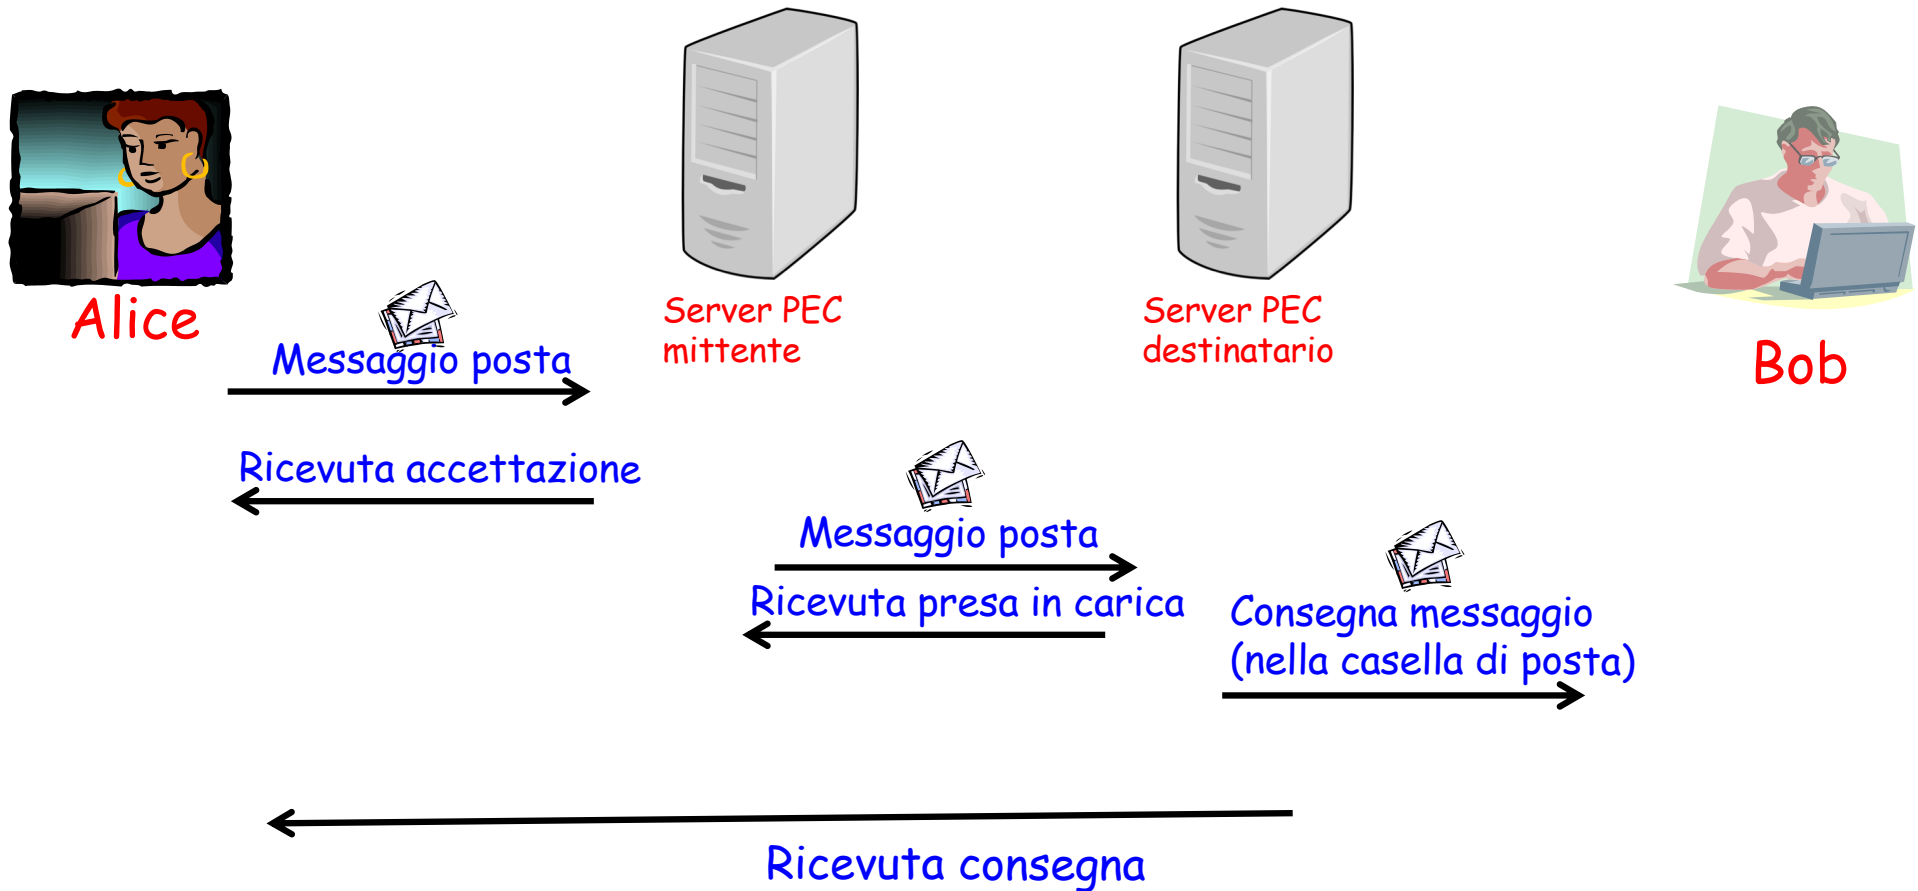 Alice
Server PEC
mittente
Server PEC
destinatario
Bob
Messaggio posta
Ricevuta accettazione
Messaggio posta
Ricevuta presa in carica
Consegna messaggio
(nella casella di posta)
Ricevuta consegna